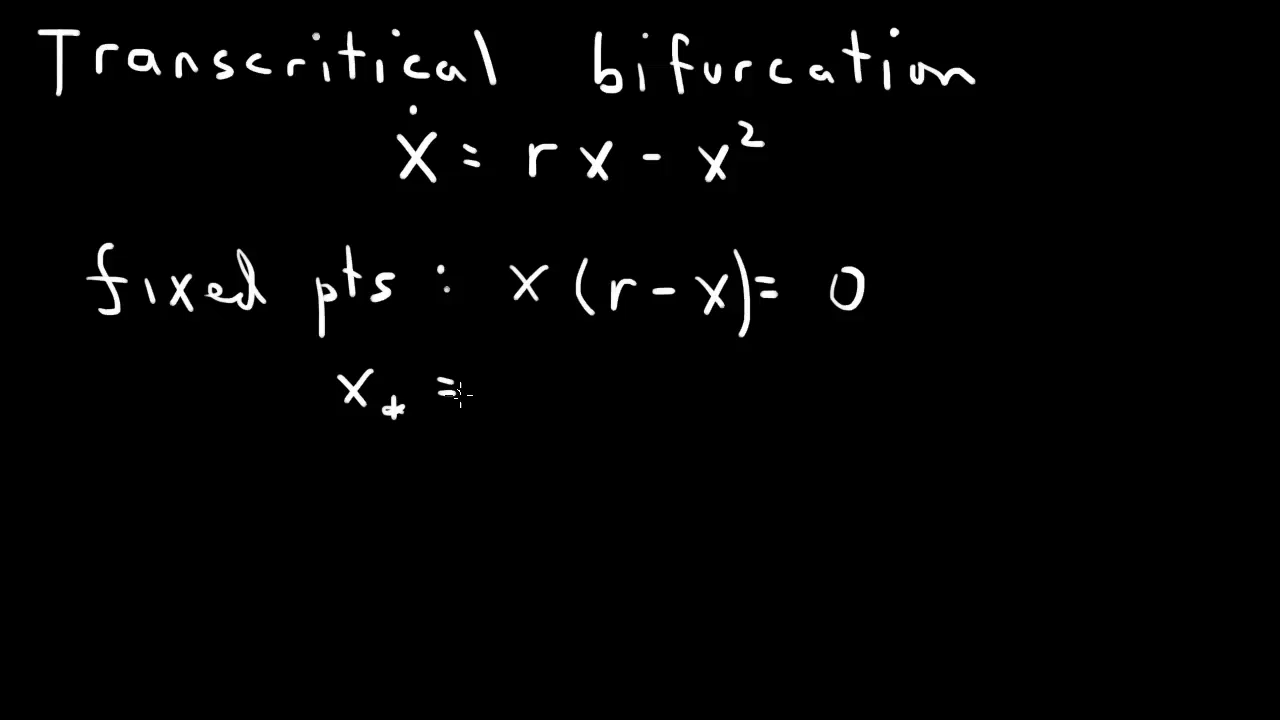 Transcritical bifurcation
ẋ = rx - x²
fixed pts : x(r-x)= 0
x* =